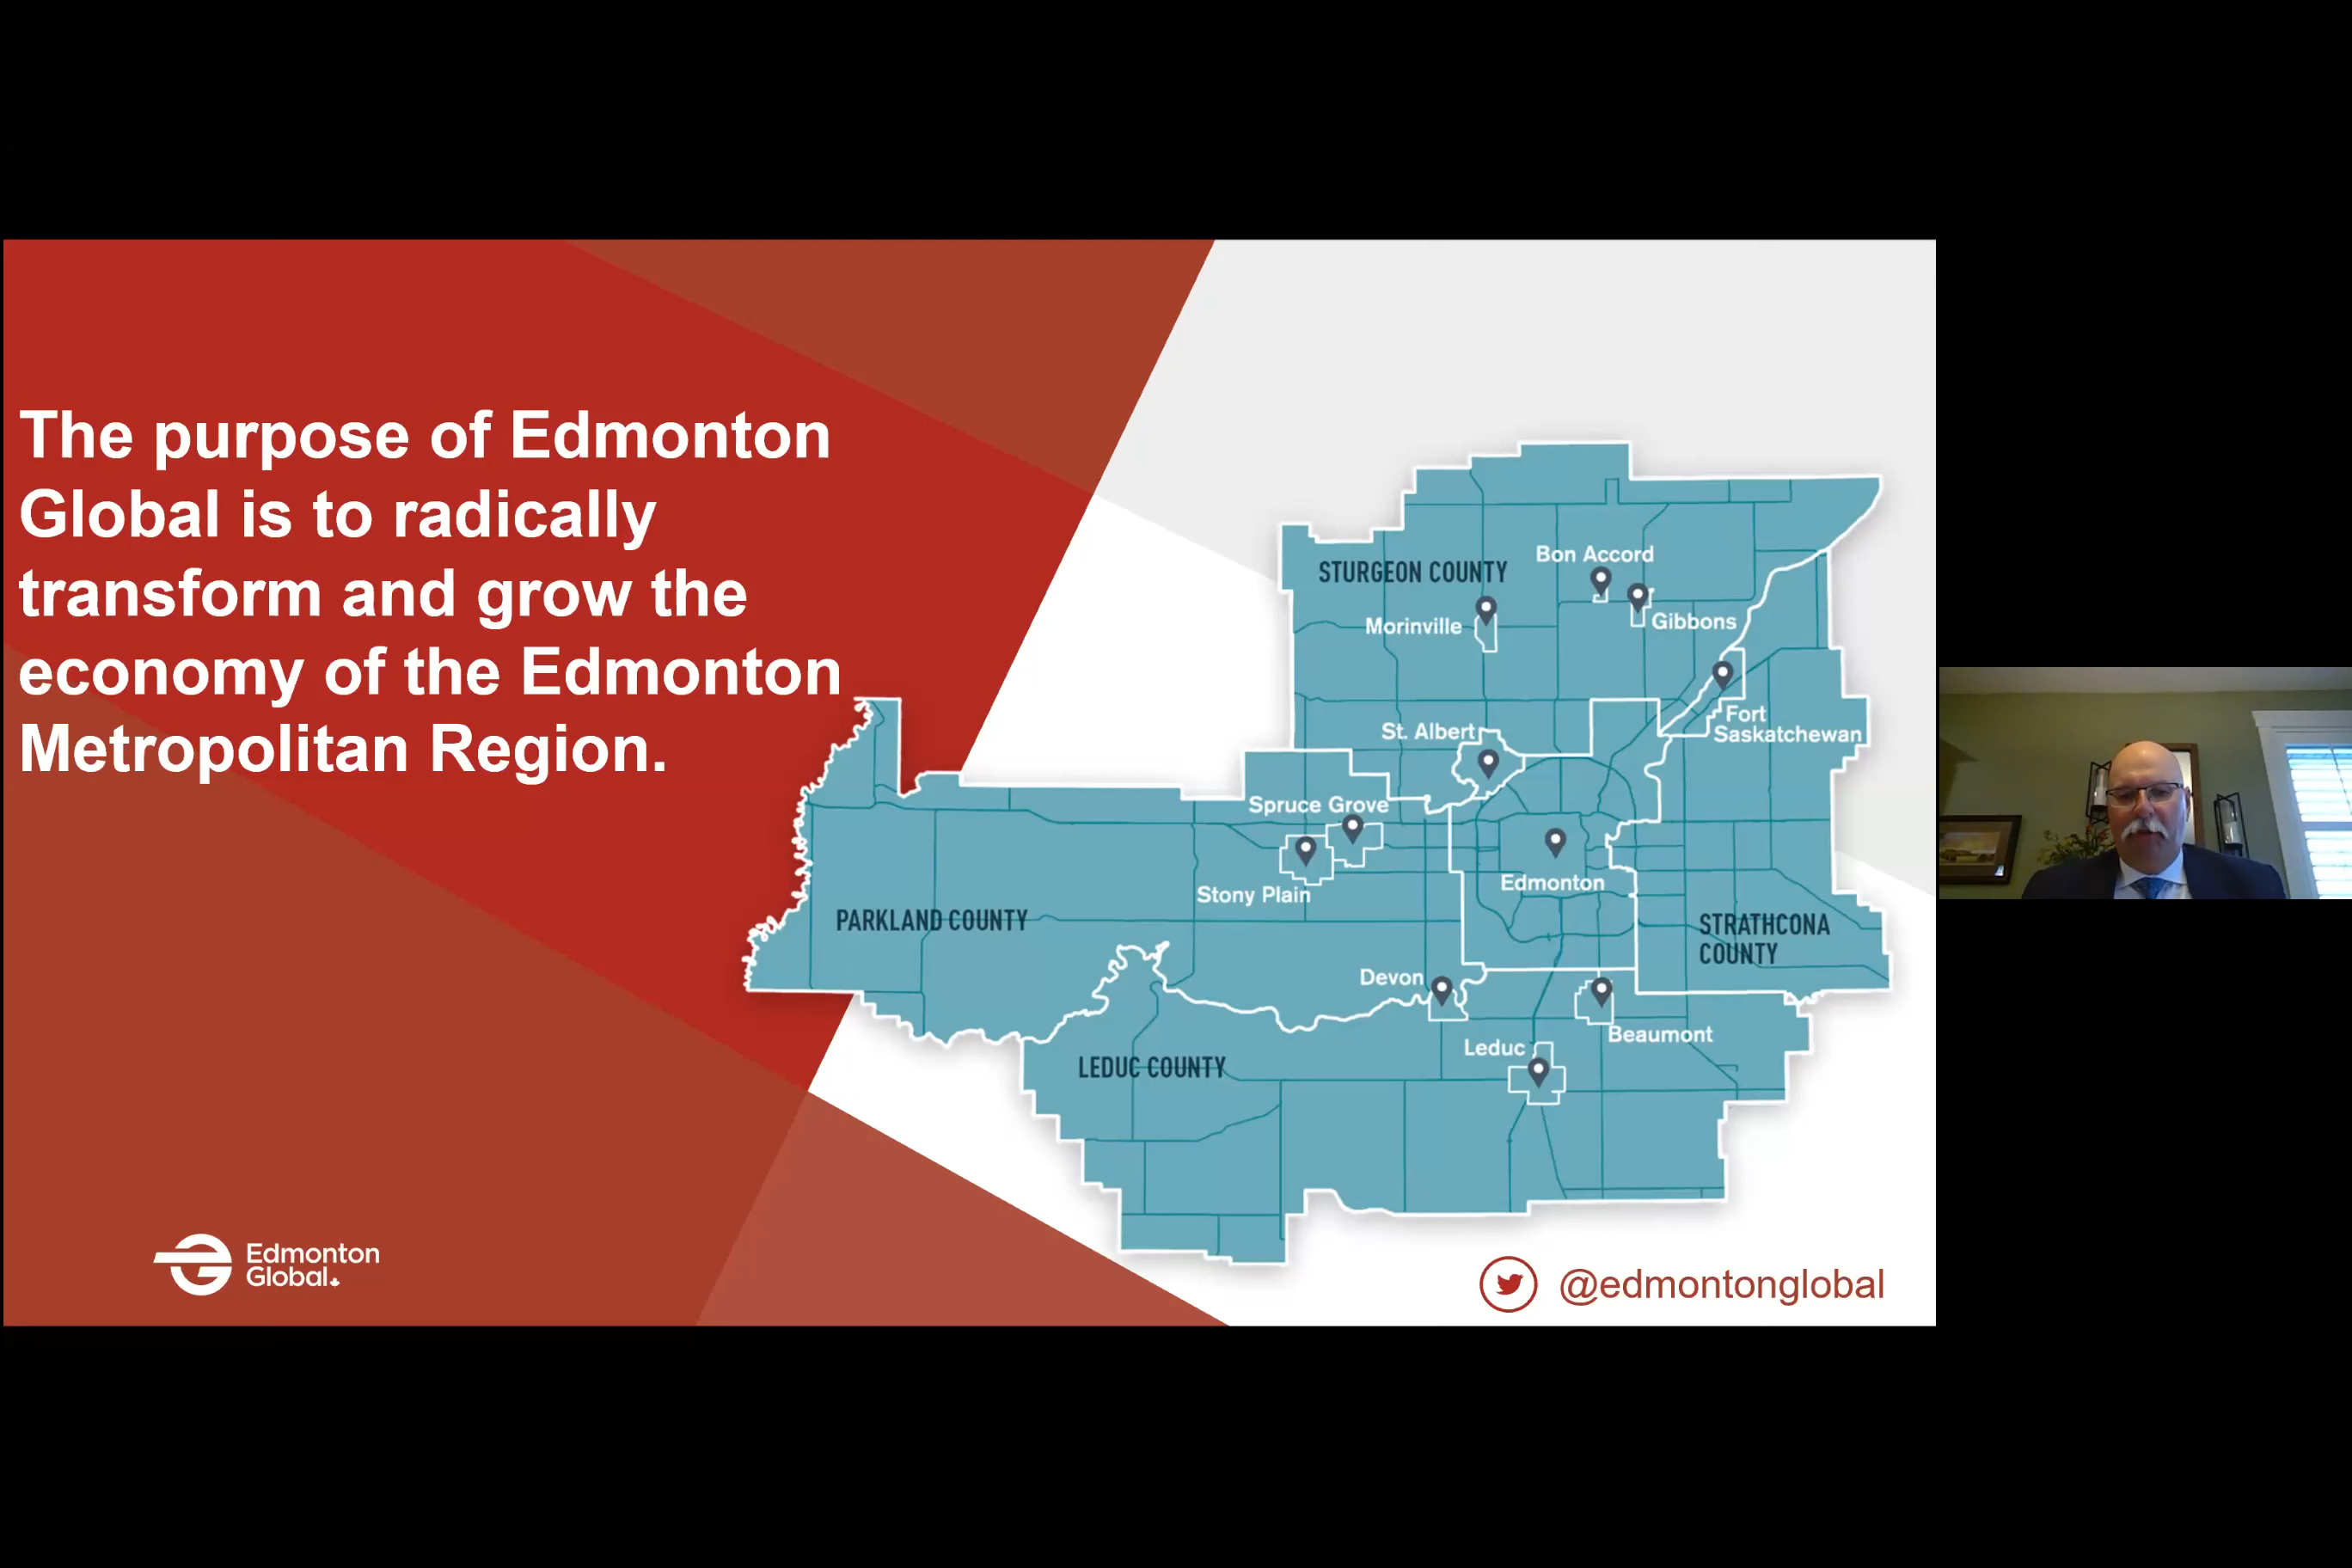 The purpose of Edmonton
Global is to radically
transform and grow the
economy of the Edmonton
Metropolitan Region.
STURGEON COUNTY
Bon Accord
Morinville
Gibbons
Fort
Saskatchewan
St. Albert
Spruce Grove
Stony Plain
Edmonton
PARKLAND COUNTY
STRATHCONA
COUNTY
Devon
Beaumont
Leduc
LEDUC COUNTY
Edmonton
Global
@edmontonglobal